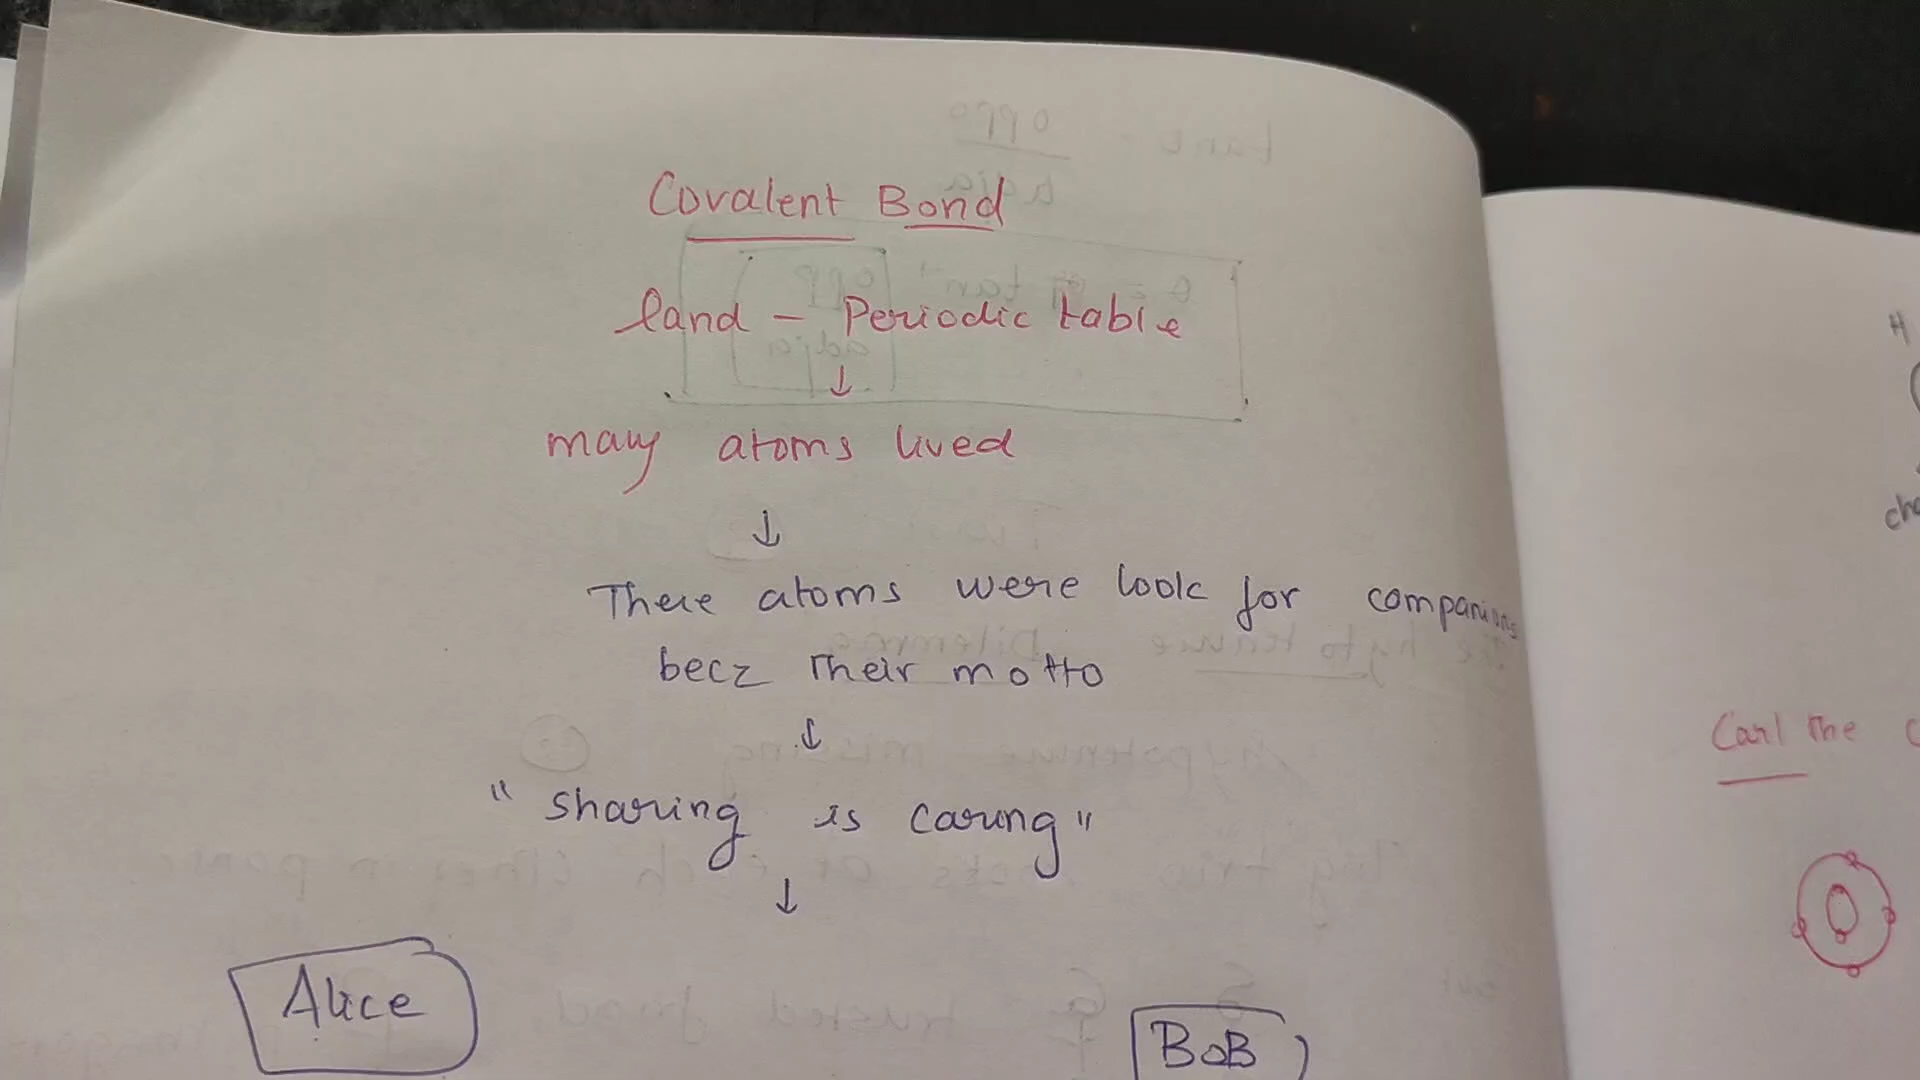 Covalent Bond
land - Periodic table
↓
many atoms lived
↓
These atoms were look for companions
becz Their motto
↓
" sharing is caring "
↓
Alice
BoB
H
Carl The